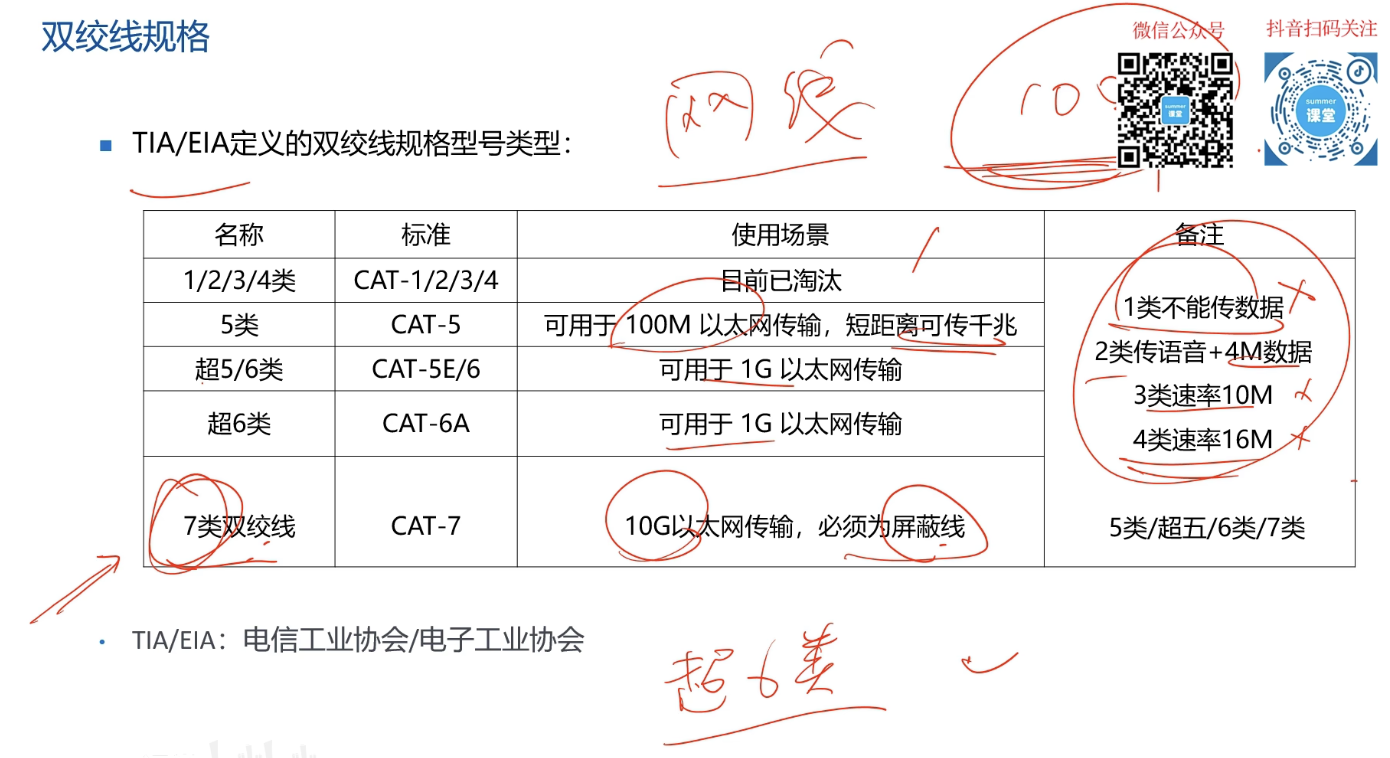 双绞线规格
微信公众号
抖音扫码关注
summer
课堂
summer
课堂
网线
TIA/EIA定义的双绞线规格型号类型：
名称 标准 使用场景 备注
1/2/3/4类 CAT-1/2/3/4 目前已淘汰
5类 CAT-5 可用于 100M 以太网传输，短距离可传千兆
超5/6类 CAT-5E/6 可用于 1G 以太网传输
超6类 CAT-6A 可用于 1G 以太网传输
1类不能传数据
2类传语音+4M数据
3类速率10M
4类速率16M
7类双绞线 CAT-7 10G以太网传输，必须为屏蔽线 5类/超五/6类/7类
TIA/EIA：电信工业协会/电子工业协会
超6类